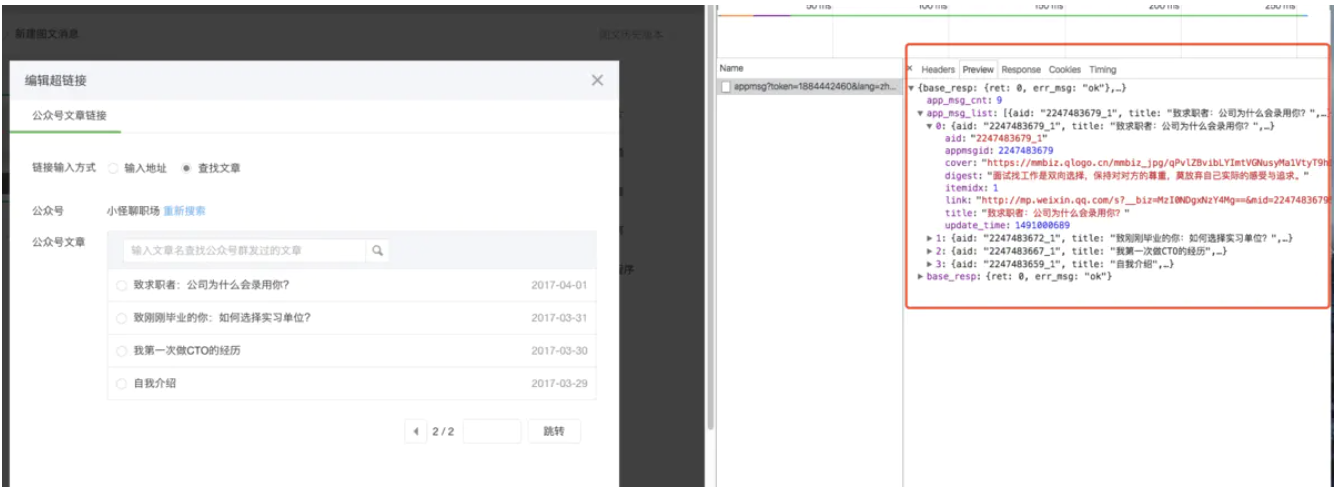 新建图文消息
图文历史版本
编辑超链接
公众号文章链接
链接输入方式 输入地址 查找文章
公众号 小怪聊职场 重新搜索
公众号文章 输入文章名查找公众号群发过的文章
致求职者：公司为什么会录用你? 2017-04-01
致刚刚毕业的你：如何选择实习单位? 2017-03-31
我第一次做CTO的经历 2017-03-30
自我介绍 2017-03-29
2 / 2 跳转
50 ms 100 ms 150 ms 200 ms 250 ms
Name
appmsg?token=1884442460&lang=zh...
× Headers Preview Response Cookies Timing
▼ {base_resp: {ret: 0, err_msg: "ok"},…}
app_msg_cnt: 9
▼ app_msg_list: [{aid: "2247483679_1", title: "致求职者：公司为什么会录用你? ",…
▼ 0: {aid: "2247483679_1", title: "致求职者：公司为什么会录用你? ",…}
aid: "2247483679_1"
appmsgid: 2247483679
cover: "https://mmbiz.qlogo.cn/mmbiz_jpg/qPvlZBvibLYImtVGNusyMa1VtyT9h
digest: "面试找工作是双向选择，保持对对方的尊重，莫放弃自己实际的感受与追求。"
itemidx: 1
link: "http://mp.weixin.qq.com/s?__biz=MzI0NDgxNzY4Mg==&mid=2247483679
title: "致求职者：公司为什么会录用你? "
update_time: 1491000689
▶ 1: {aid: "2247483672_1", title: "致刚刚毕业的你：如何选择实习单位? ",…}
▶ 2: {aid: "2247483667_1", title: "我第一次做CTO的经历",…}
▶ 3: {aid: "2247483659_1", title: "自我介绍",…}
▶ base_resp: {ret: 0, err_msg: "ok"}